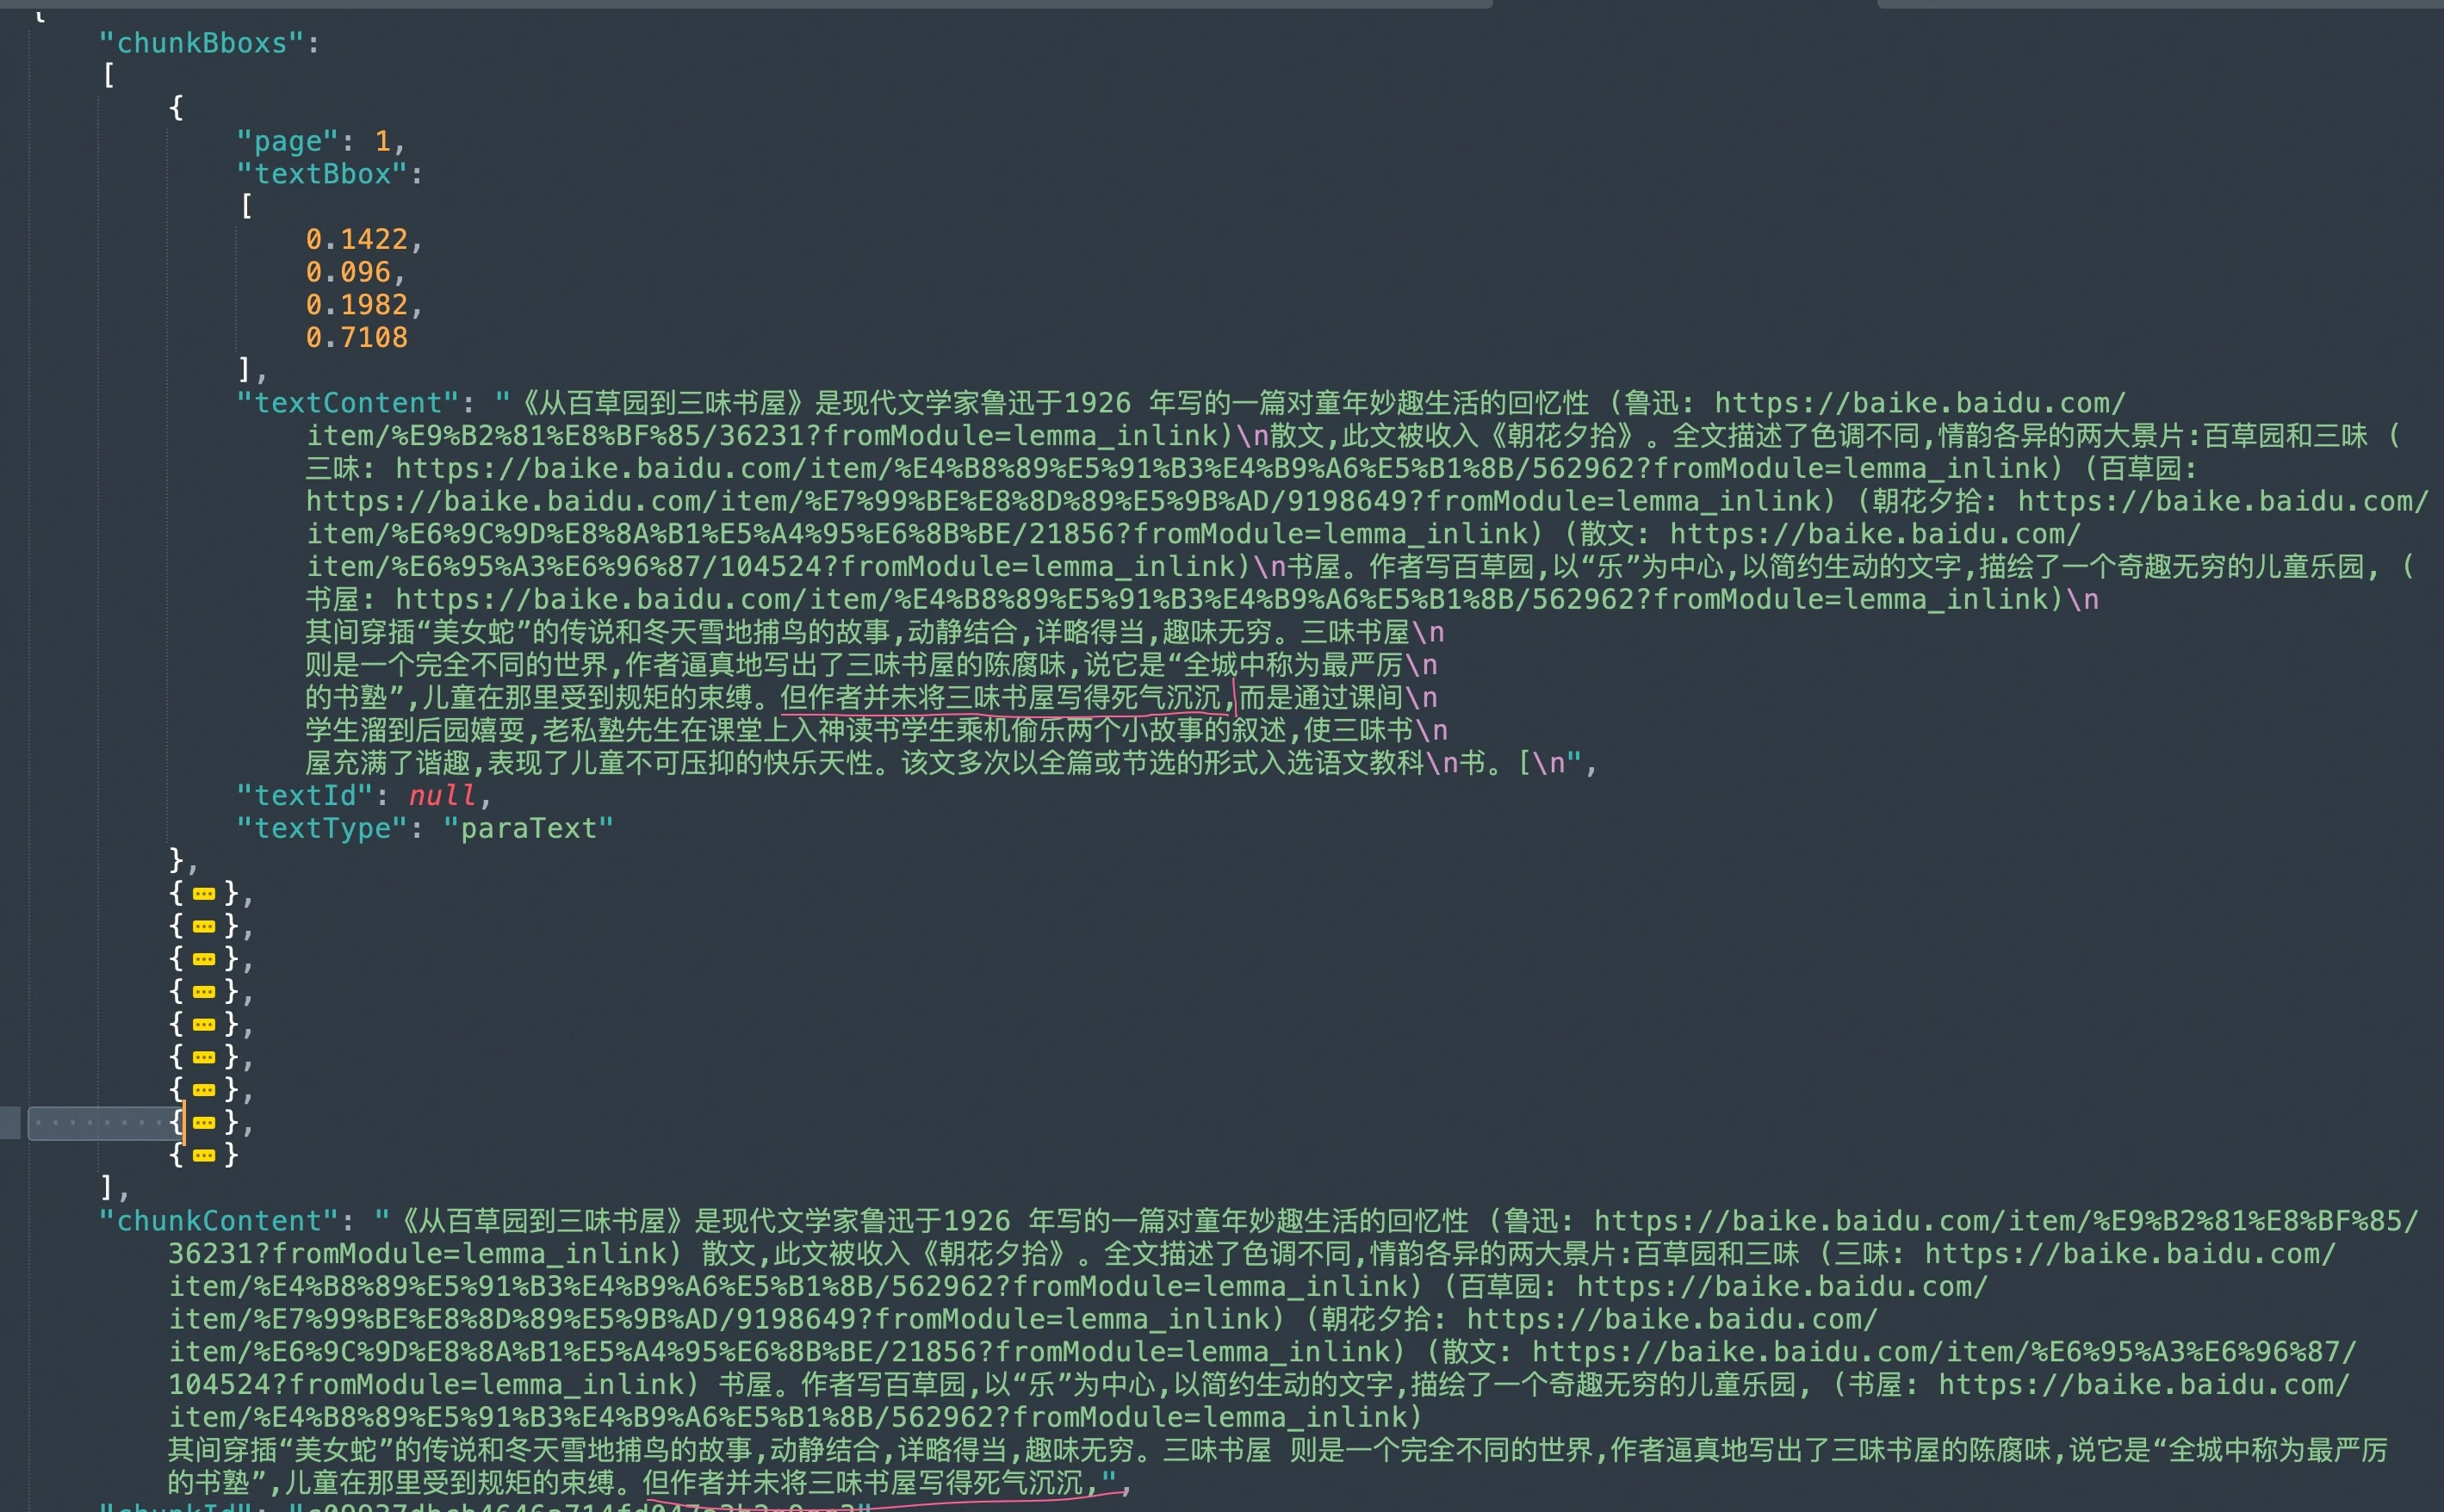 {
"chunkBboxs":
[
{
"page": 1,
"textBbox":
[
0.1422,
0.096,
0.1982,
0.7108
],
"textContent": "《从百草园到三味书屋》是现代文学家鲁迅于1926 年写的一篇对童年妙趣生活的回忆性 (鲁迅: https://baike.baidu.com/
item/%E9%B2%81%E8%BF%85/36231?fromModule=lemma_inlink)\n散文,此文被收入《朝花夕拾》。全文描述了色调不同,情韵各异的两大景片:百草园和三味 (
三味: https://baike.baidu.com/item/%E4%B8%89%E5%91%B3%E4%B9%A6%E5%B1%8B/562962?fromModule=lemma_inlink) (百草园:
https://baike.baidu.com/item/%E7%99%BE%E8%8D%89%E5%9B%AD/9198649?fromModule=lemma_inlink) (朝花夕拾: https://baike.baidu.com/
item/%E6%9C%9D%E8%8A%B1%E5%A4%95%E6%8B%BE/21856?fromModule=lemma_inlink) (散文: https://baike.baidu.com/
item/%E6%95%A3%E6%96%87/104524?fromModule=lemma_inlink)\n书屋。作者写百草园,以“乐”为中心,以简约生动的文字,描绘了一个奇趣无穷的儿童乐园, (
书屋: https://baike.baidu.com/item/%E4%B8%89%E5%91%B3%E4%B9%A6%E5%B1%8B/562962?fromModule=lemma_inlink)\n
其间穿插“美女蛇”的传说和冬天雪地捕鸟的故事,动静结合,详略得当,趣味无穷。三味书屋\n
则是一个完全不同的世界,作者逼真地写出了三味书屋的陈腐味,说它是“全城中称为最严厉\n
的书塾”,儿童在那里受到规矩的束缚。但作者并未将三味书屋写得死气沉沉,而是通过课间\n
学生溜到后园嬉耍,老私塾先生在课堂上入神读书学生乘机偷乐两个小故事的叙述,使三味书\n
屋充满了谐趣,表现了儿童不可压抑的快乐天性。该文多次以全篇或节选的形式入选语文教科\n书。[\n",
"textId": null,
"textType": "paraText"
},
{…},
{…},
{…},
{…},
{…},
{…},
{…},
{…},
{…}
],
"chunkContent": "《从百草园到三味书屋》是现代文学家鲁迅于1926 年写的一篇对童年妙趣生活的回忆性 (鲁迅: https://baike.baidu.com/item/%E9%B2%81%E8%BF%85/
36231?fromModule=lemma_inlink) 散文,此文被收入《朝花夕拾》。全文描述了色调不同,情韵各异的两大景片:百草园和三味 (三味: https://baike.baidu.com/
item/%E4%B8%89%E5%91%B3%E4%B9%A6%E5%B1%8B/562962?fromModule=lemma_inlink) (百草园: https://baike.baidu.com/
item/%E7%99%BE%E8%8D%89%E5%9B%AD/9198649?fromModule=lemma_inlink) (朝花夕拾: https://baike.baidu.com/
item/%E6%9C%9D%E8%8A%B1%E5%A4%95%E6%8B%BE/21856?fromModule=lemma_inlink) (散文: https://baike.baidu.com/item/%E6%95%A3%E6%96%87/
104524?fromModule=lemma_inlink) 书屋。作者写百草园,以“乐”为中心,以简约生动的文字,描绘了一个奇趣无穷的儿童乐园, (书屋: https://baike.baidu.com/
item/%E4%B8%89%E5%91%B3%E4%B9%A6%E5%B1%8B/562962?fromModule=lemma_inlink)
其间穿插“美女蛇”的传说和冬天雪地捕鸟的故事,动静结合,详略得当,趣味无穷。三味书屋 则是一个完全不同的世界,作者逼真地写出了三味书屋的陈腐味,说它是“全城中称为最严厉
的书塾”,儿童在那里受到规矩的束缚。但作者并未将三味书屋写得死气沉沉,",
"chunkId":